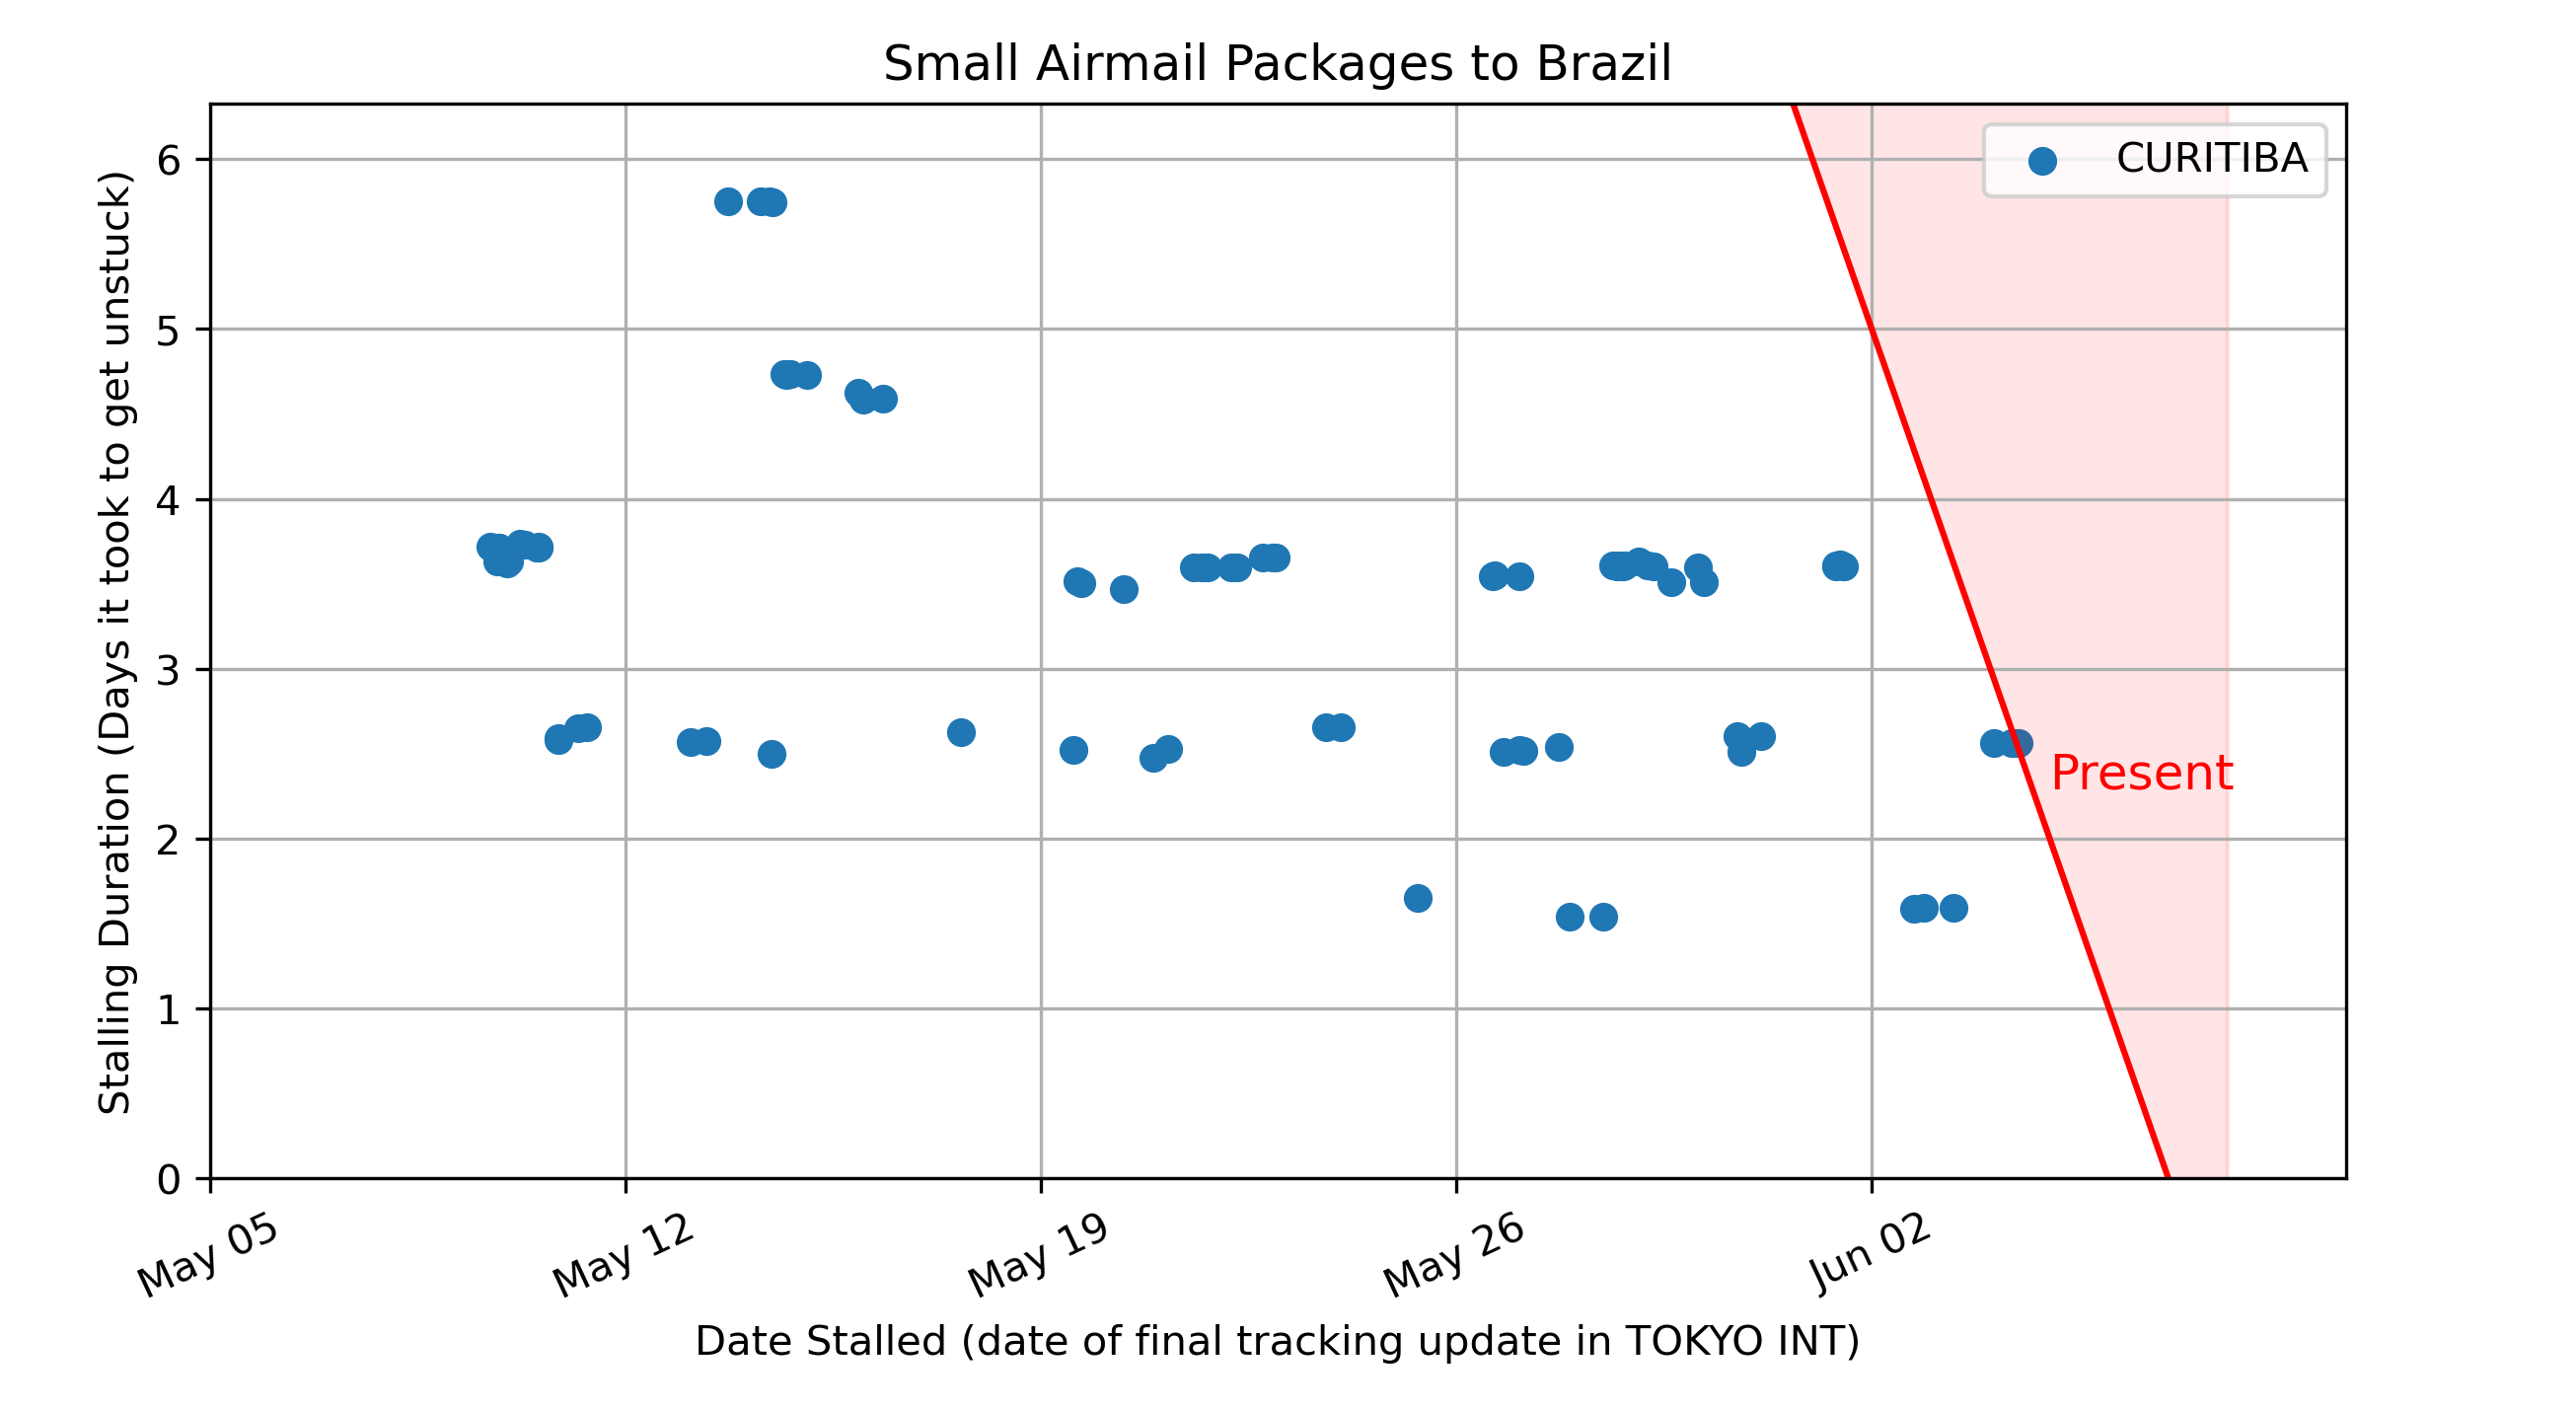 Small Airmail Packages to Brazil
CURITIBA
Stalling Duration (Days it took to get unstuck)
6
5
4
3
2
1
0
Present
May 05
May 12
May 19
May 26
Jun 02
Date Stalled (date of final tracking update in TOKYO INT)